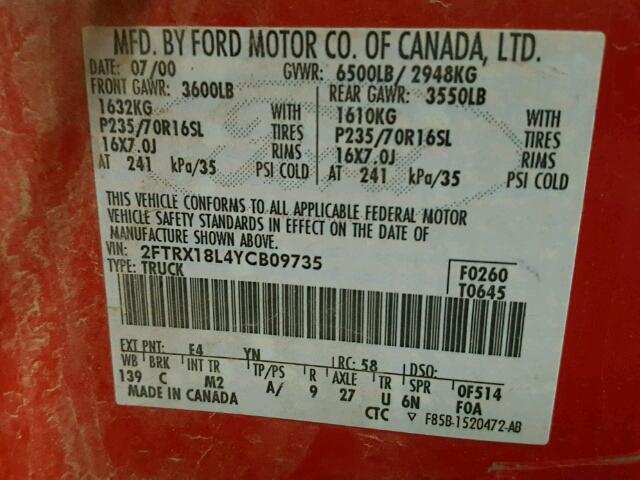 MFD. BY FORD MOTOR CO. OF CANADA, LTD.
DATE: 07/00 GVWR: 6500LB/ 2948KG
FRONT GAWR: 3600LB REAR GAWR: 3550LB
1632KG WITH 1610KG WITH
P235/70R16SL TIRES P235/70R16SL TIRES
16X7.0J RIMS 16X7.0J RIMS
AT 241 kPa/35 PSI COLD AT 241 kPa/35 PSI COLD
THIS VEHICLE CONFORMS TO ALL APPLICABLE FEDERAL MOTOR
VEHICLE SAFETY STANDARDS IN EFFECT ON THE DATE OF
MANUFACTURE SHOWN ABOVE.
VIN: 2FTRX18L4YCB09735 F0260
TYPE: TRUCK T0645
EXT PNT: E4 YN RC: 58 DSO:
WB BRK INT TR TP/PS R AXLE TR SPR 0F514
139 C M2 A/ 9 27 U 6N F0A
MADE IN CANADA CTC ▽ F85B-1520472-AB